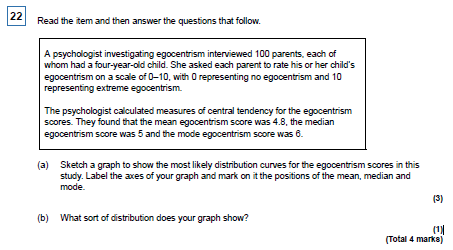 22
Read the item and then answer the questions that follow.
A psychologist investigating egocentrism interviewed 100 parents, each of
whom had a four-year-old child. She asked each parent to rate his or her child's
egocentrism on a scale of 0–10, with 0 representing no egocentrism and 10
representing extreme egocentrism.
The psychologist calculated measures of central tendency for the egocentrism
scores. They found that the mean egocentrism score was 4.8, the median
egocentrism score was 5 and the mode egocentrism score was 6.
(a) Sketch a graph to show the most likely distribution curves for the egocentrism scores in this
study. Label the axes of your graph and mark on it the positions of the mean, median and
mode.
(3)
(b) What sort of distribution does your graph show?
(1)
(Total 4 marks)